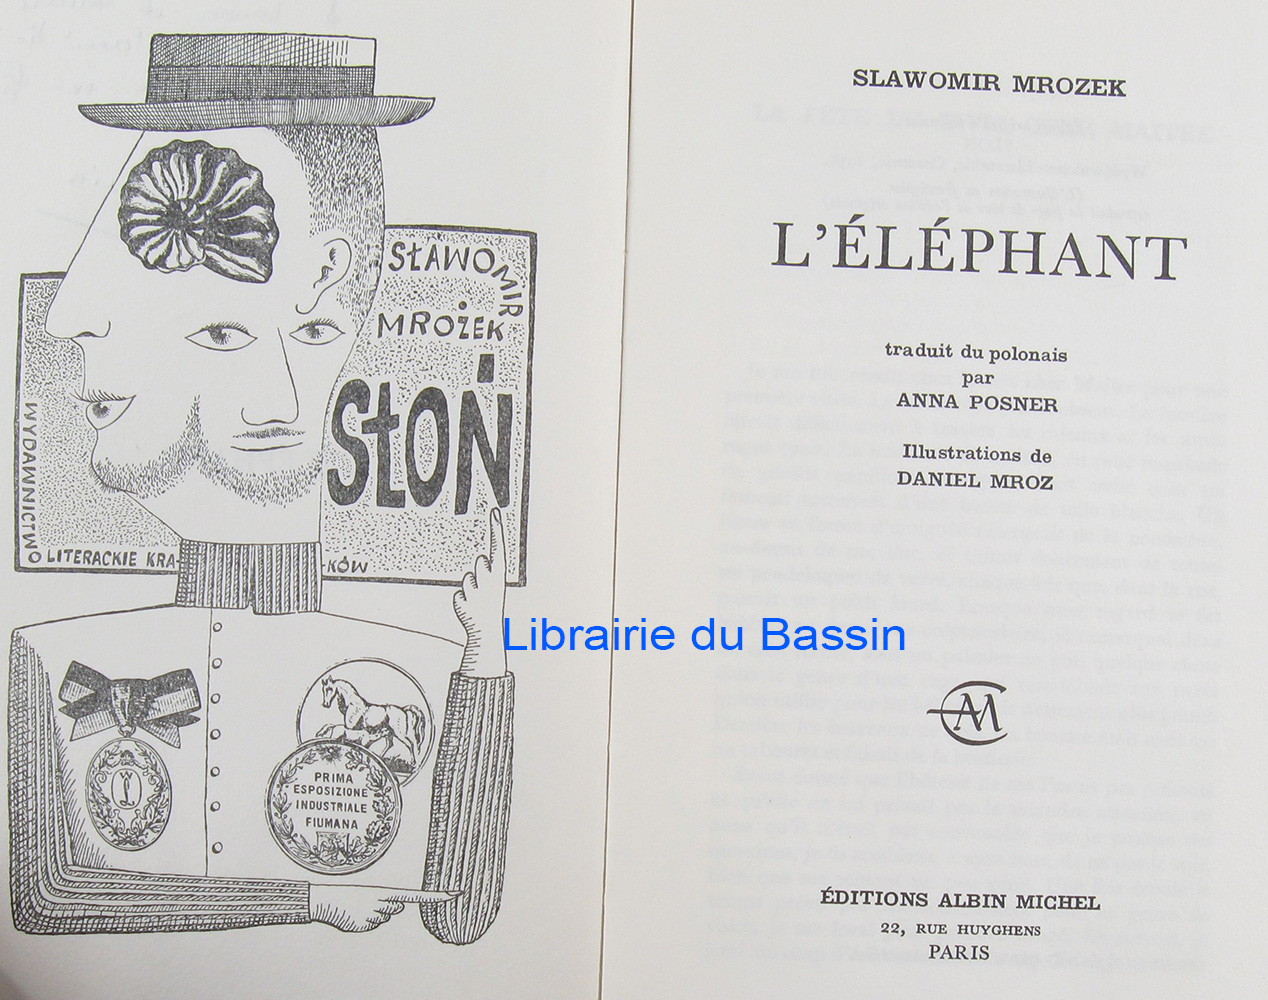 SŁAWOMIR
MROŻEK
SŁOŃ
WYDAWNICTWO LITERACKIE KRA-KÓW
PRIMA
ESPOSIZIONE
INDUSTRIALE
FIUMANA
Librairie du Bassin
SLAWOMIR MROZEK
L'ÉLÉPHANT
traduit du polonais
par
ANNA POSNER
Illustrations de
DANIEL MROZ
AM
ÉDITIONS ALBIN MICHEL
22, RUE HUYGHENS
PARIS